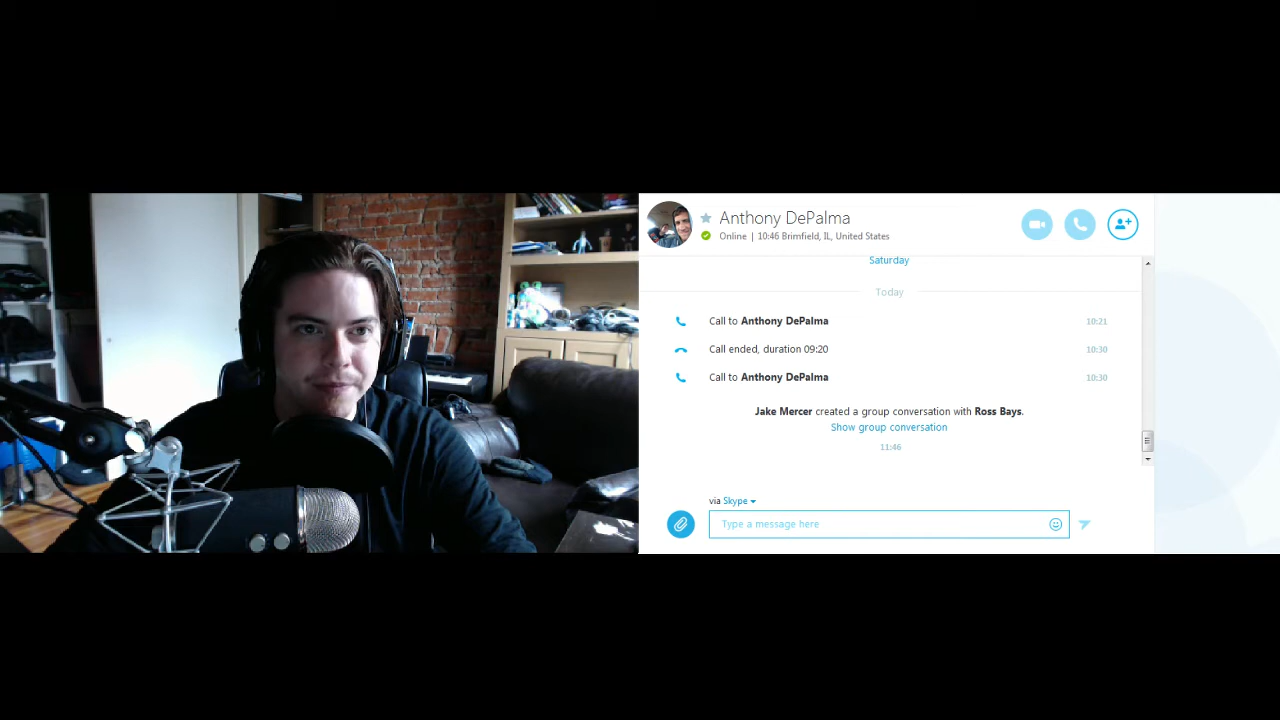 Anthony DePalma
Online | 10:46 Brimfield, IL, United States
Saturday
Today
Call to Anthony DePalma 10:21
Call ended, duration 09:20 10:30
Call to Anthony DePalma 10:30
Jake Mercer created a group conversation with Ross Bays.
Show group conversation
11:46
via Skype
Type a message here